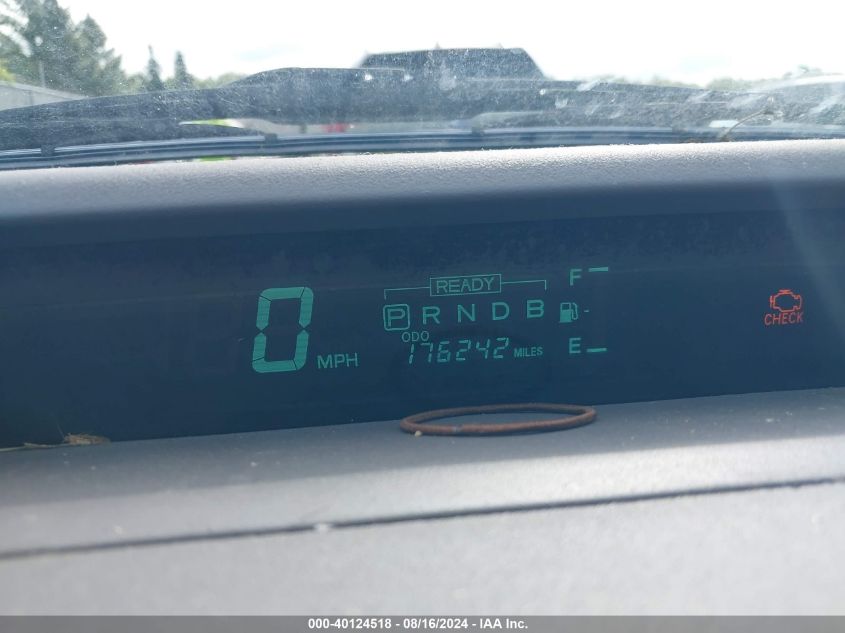 READY
F
P R N D B
ODO
176242 MILES
0 MPH
E
CHECK
000-40124518 - 08/16/2024 - IAA Inc.